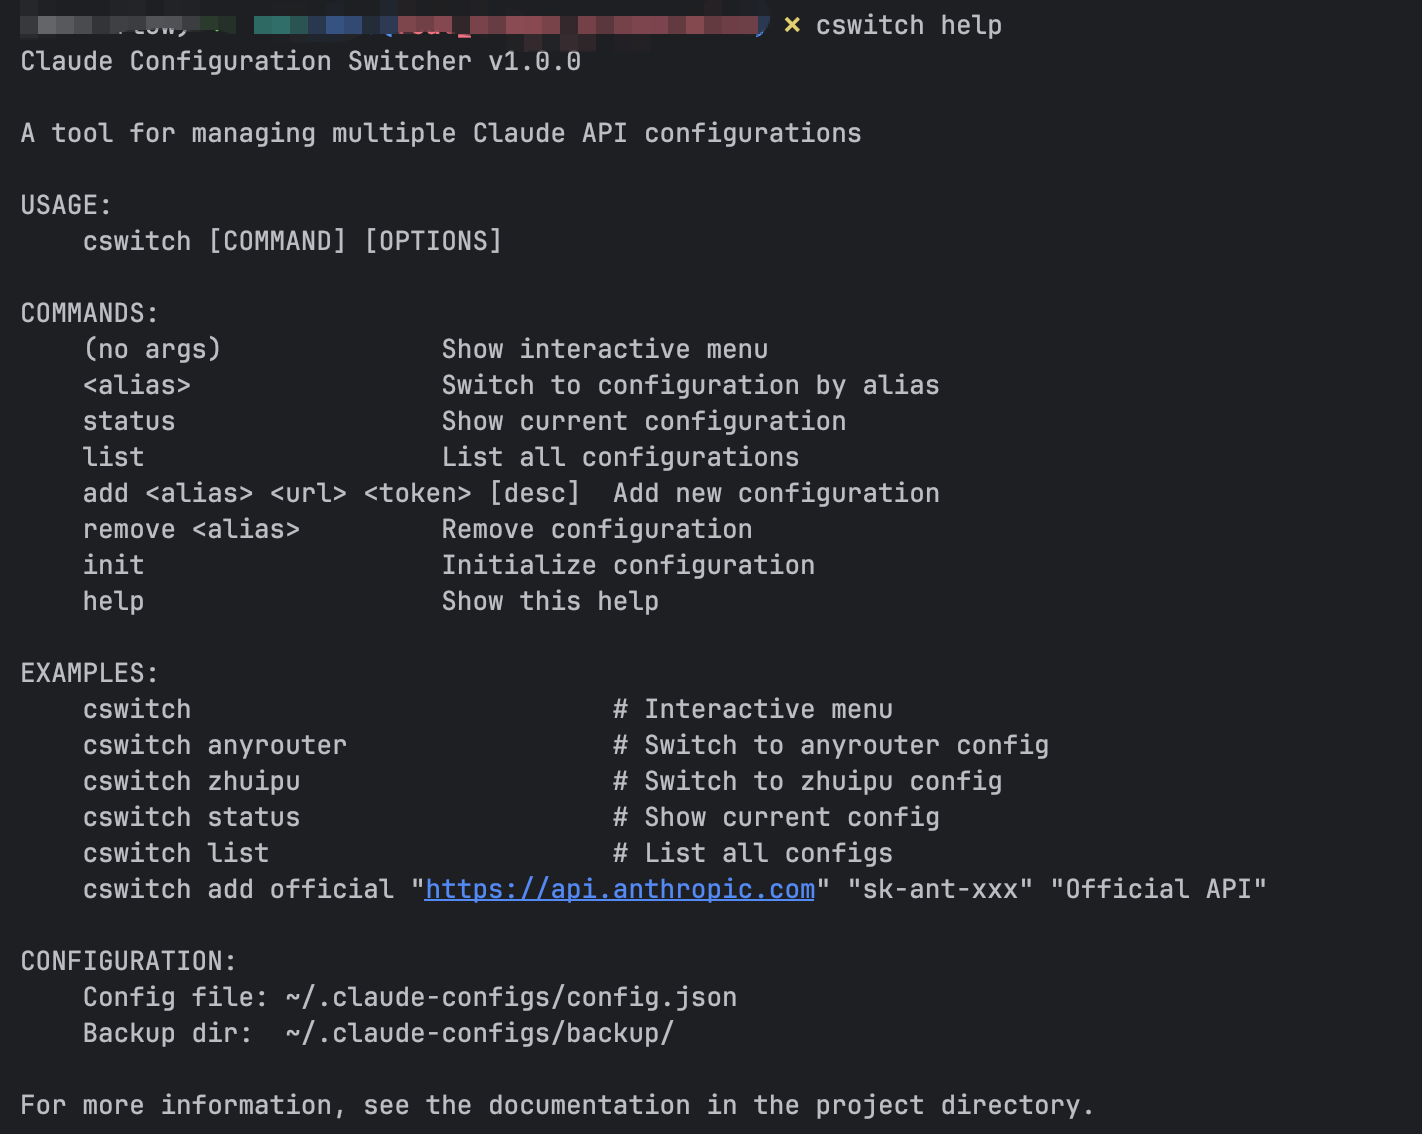 × cswitch help
Claude Configuration Switcher v1.0.0
A tool for managing multiple Claude API configurations
USAGE:
cswitch [COMMAND] [OPTIONS]
COMMANDS:
(no args) Show interactive menu
<alias> Switch to configuration by alias
status Show current configuration
list List all configurations
add <alias> <url> <token> [desc] Add new configuration
remove <alias> Remove configuration
init Initialize configuration
help Show this help
EXAMPLES:
cswitch # Interactive menu
cswitch anyrouter # Switch to anyrouter config
cswitch zhuipu # Switch to zhuipu config
cswitch status # Show current config
cswitch list # List all configs
cswitch add official "https://api.anthropic.com" "sk-ant-xxx" "Official API"
CONFIGURATION:
Config file: ~/.claude-configs/config.json
Backup dir: ~/.claude-configs/backup/
For more information, see the documentation in the project directory.